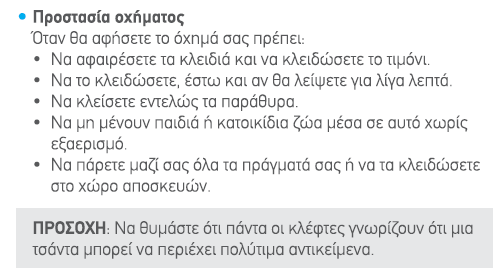 • Προστασία οχήματος
Όταν θα αφήσετε το όχημά σας πρέπει:
• Να αφαιρέσετε τα κλειδιά και να κλειδώσετε το τιμόνι.
• Να το κλειδώσετε, έστω και αν θα λείψετε για λίγα λεπτά.
• Να κλείσετε εντελώς τα παράθυρα.
• Να μη μένουν παιδιά ή κατοικίδια ζώα μέσα σε αυτό χωρίς
εξαερισμό.
• Να πάρετε μαζί σας όλα τα πράγματά σας ή να τα κλειδώσετε
στο χώρο αποσκευών.
ΠΡΟΣΟΧΗ: Να θυμάστε ότι πάντα οι κλέφτες γνωρίζουν ότι μια
τσάντα μπορεί να περιέχει πολύτιμα αντικείμενα.